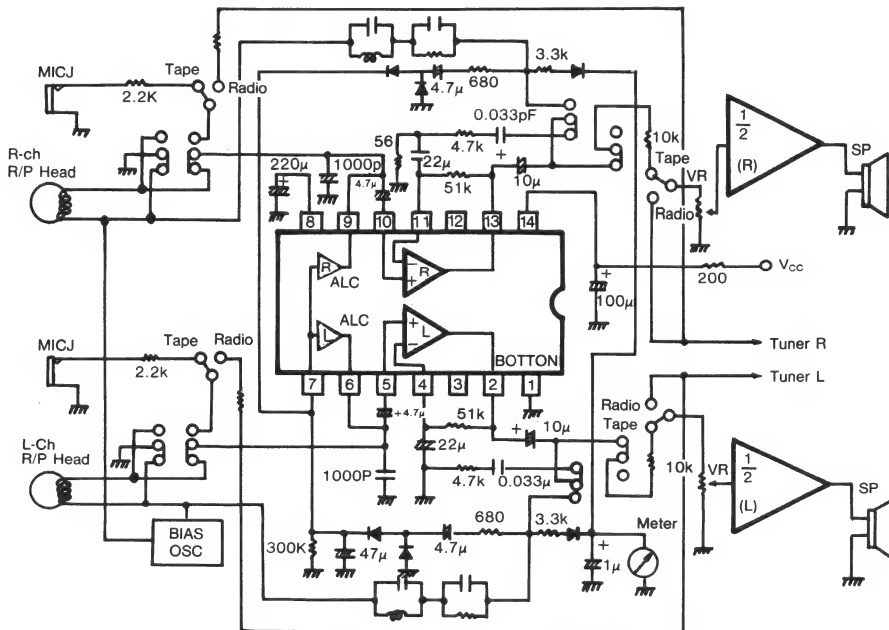 3.3k
680
4.7μ
MICJ
2.2K
Tape
Radio
0.033pF
56
4.7k
22μ
R-ch
R/P Head
220μ
+
1000p
4.7μ
51k
+
10μ
10k
Tape
VR
Radio
1/2
(R)
SP
8
9
10
11
12
13
14
R
ALC
- R
+
ALC
L
+ L
-
BOTTON
+
100μ
200
Vcc
Tuner R
Tuner L
7
6
5
4
3
2
1
MICJ
2.2k
Tape
Radio
L-Ch
R/P Head
BIAS
OSC
+4.7μ
1000P
51k
22μ
+
10μ
4.7k
0.033μ
Radio
Tape
10k
VR
1/2
(L)
SP
300K
47μ
4.7μ
680
3.3k
+
1μ
Meter